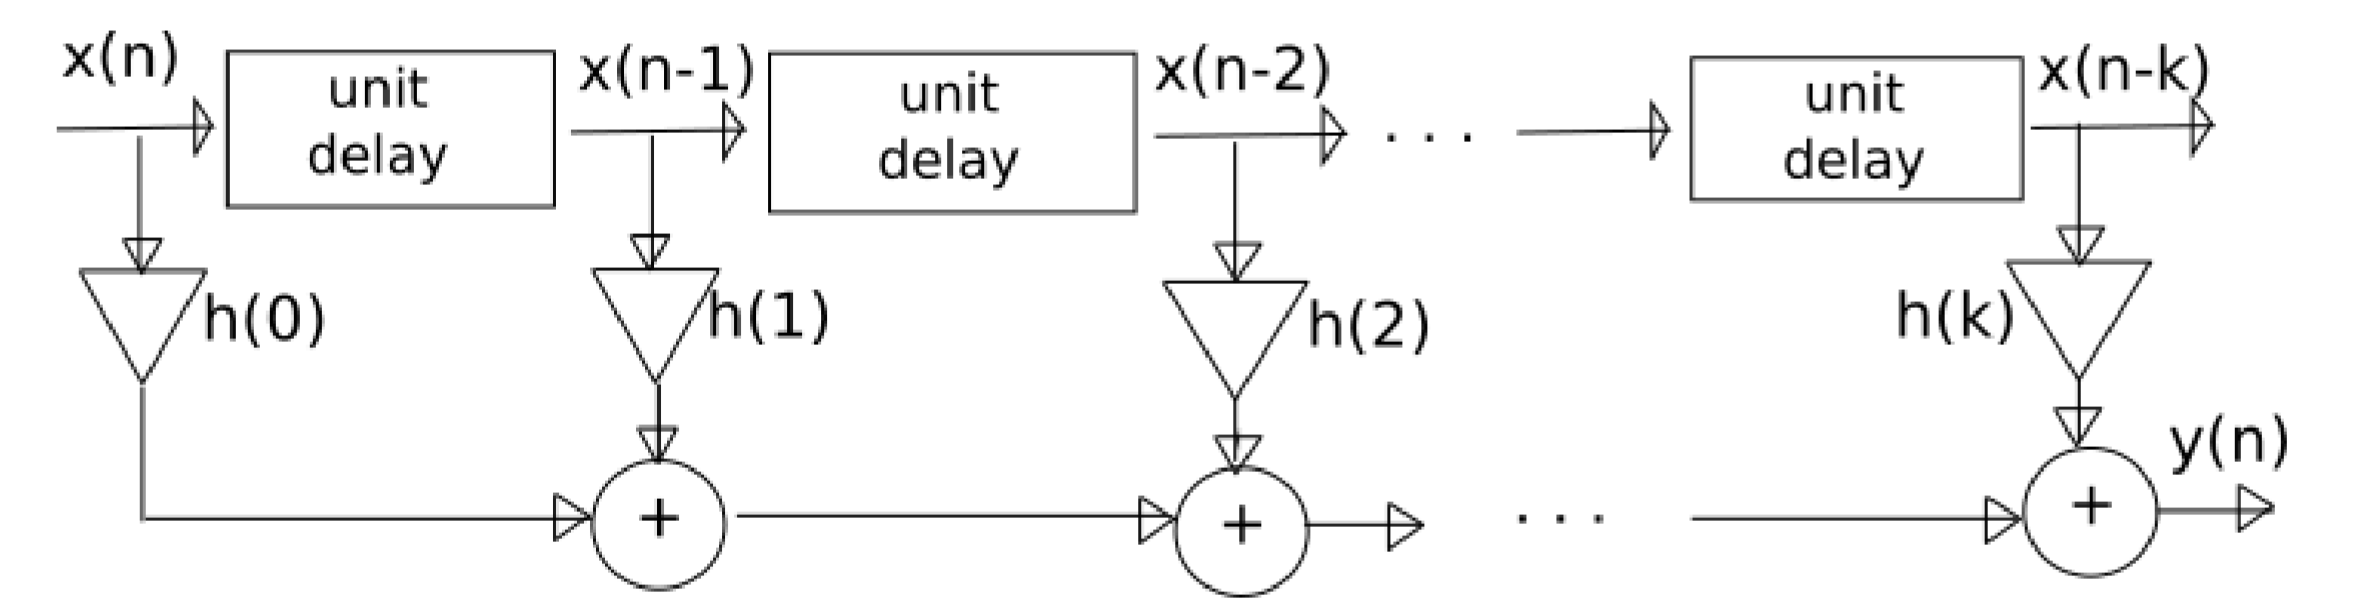 x(n)
unit
delay
x(n-1)
unit
delay
x(n-2)
. . .
unit
delay
x(n-k)
h(0)
h(1)
h(2)
h(k)
+
+
. . .
+
y(n)